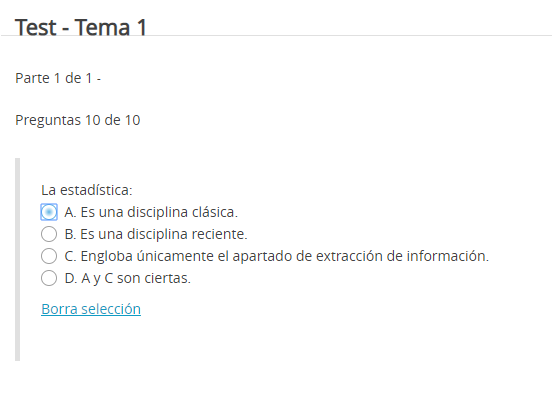 Test - Tema 1
Parte 1 de 1 -
Preguntas 10 de 10
La estadística:
A. Es una disciplina clásica.
B. Es una disciplina reciente.
C. Engloba únicamente el apartado de extracción de información.
D. A y C son ciertas.
Borra selección